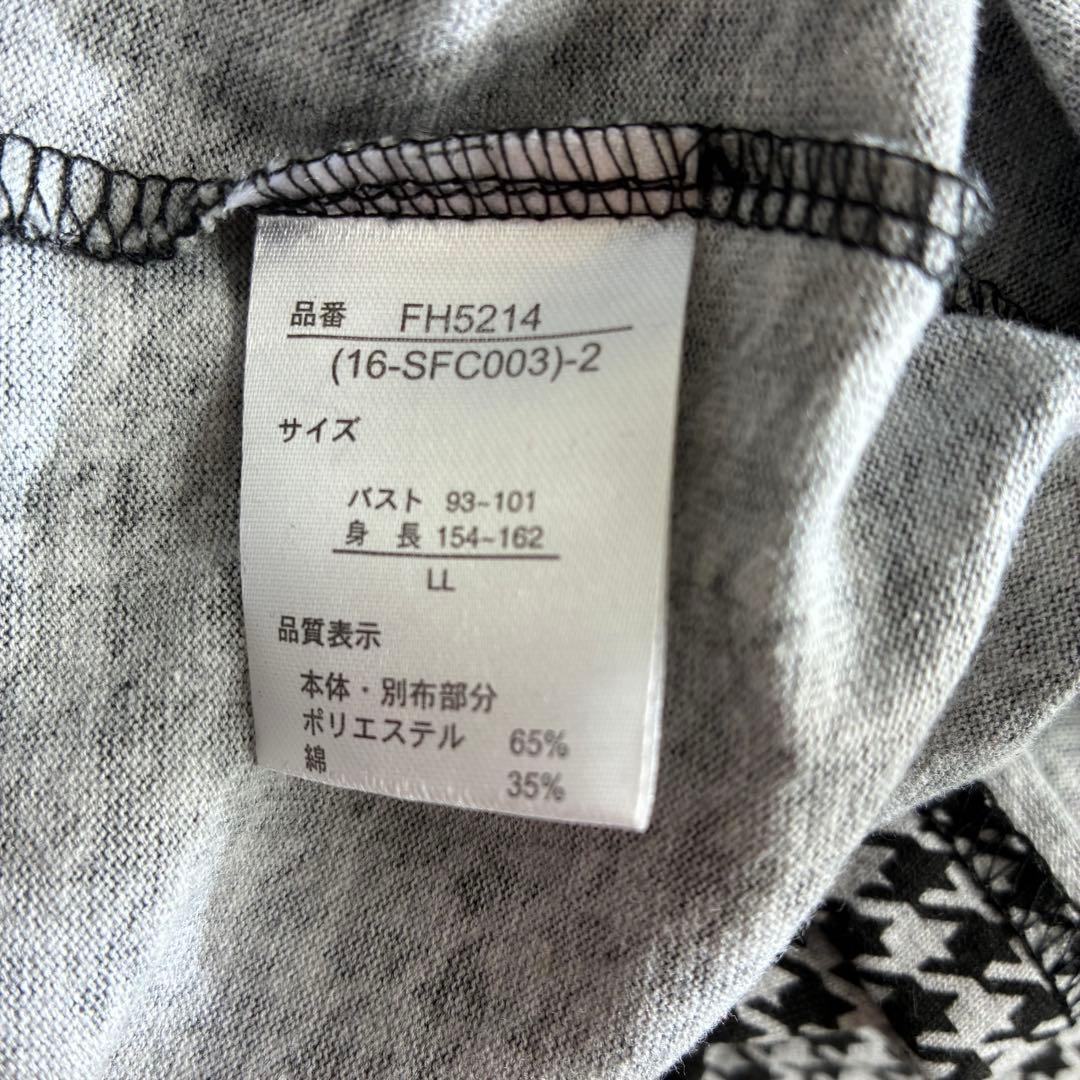 品番 FH5214
(16-SFC003)-2
サイズ
バスト 93~101
身長 154~162
LL
品質表示
本体・別布部分
ポリエステル 65%
綿 35%